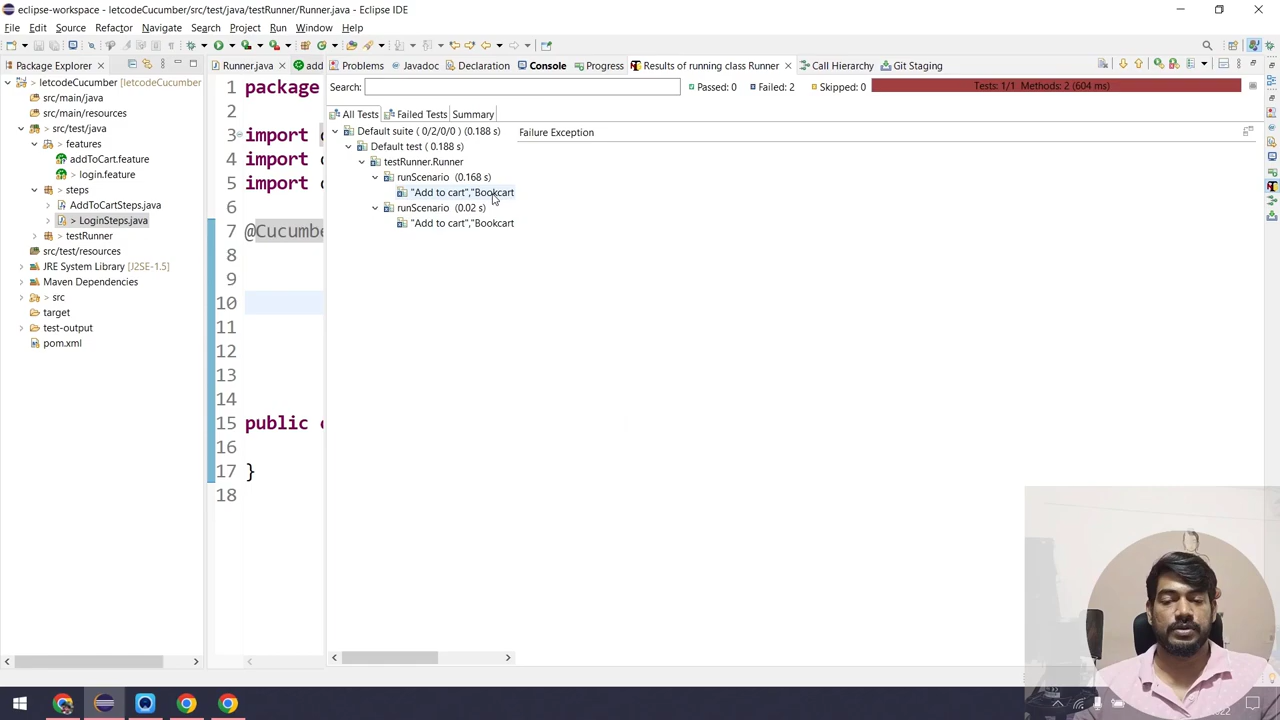 eclipse-workspace - letcodeCucumber/src/test/java/testRunner/Runner.java - Eclipse IDE
File Edit Source Refactor Navigate Search Project Run Window Help
Package Explorer
Runner.java
add
Problems
Javadoc
Declaration
Console
Progress
Results of running class Runner
Call Hierarchy
Git Staging
letcodeCucumber (letcodeCucumber)
src/main/java
src/main/resources
src/test/java
features
addToCart.feature
login.feature
steps
AddToCartSteps.java
> LoginSteps.java
testRunner
src/test/resources
JRE System Library [J2SE-1.5]
Maven Dependencies
> src
target
test-output
pom.xml
1 package
2
3 import
4 import
5 import
6
7 @Cucumbe
8
9
10
11
12
13
14
15 public
16
17 }
18
Search:
Passed: 0
Failed: 2
Skipped: 0
Tests: 1/1 Methods: 2 (604 ms)
All Tests
Failed Tests
Summary
Default suite ( 0/2/0/0 ) (0.188 s)
Default test ( 0.188 s)
testRunner.Runner
runScenario (0.168 s)
"Add to cart","Bookcart
runScenario (0.02 s)
"Add to cart","Bookcart
Failure Exception